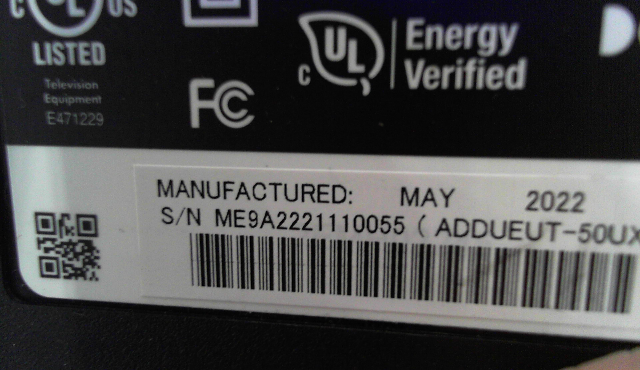 C UL US
LISTED
Television
Equipment
E471229
FC
C UL
Energy
Verified
MANUFACTURED: MAY 2022
S/N ME9A2221110055 ( ADDUEUT-50UX